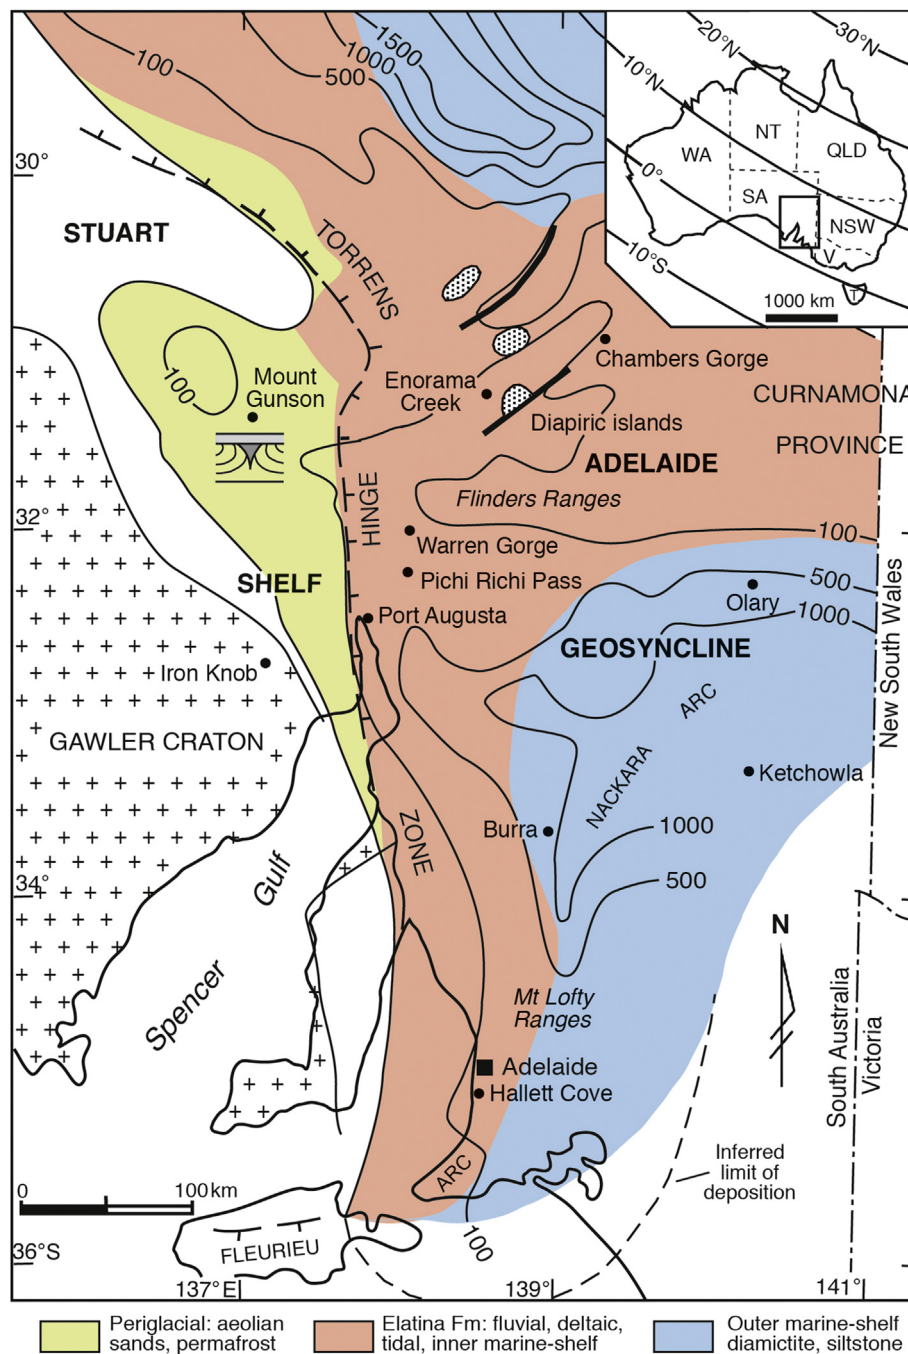 100
500
1000
1500
30°
STUART
TORRENS
20°N
30°N
10°N
0°
10°S
WA
NT
QLD
SA
NSW
V
T
1000 km
100
Mount
Gunson
Enorama
Creek
Chambers Gorge
Diapiric islands
CURNAMONA
PROVINCE
ADELAIDE
Flinders Ranges
HINGE
32°
100
Warren Gorge
Pichi Richi Pass
SHELF
Port Augusta
500
Olary
1000
GEOSYNCLINE
Iron Knob
ARC
NACKARA
New South Wales
GAWLER CRATON
Ketchowla
ZONE
Burra
1000
500
34°
Gulf
Spencer
N
Mt Lofty
Ranges
South Australia
Victoria
Adelaide
Hallett Cove
ARC
Inferred
limit of
deposition
0
100 km
100
FLEURIEU
36°S
137°E
139°
141°
Periglacial: aeolian
sands, permafrost
Elatina Fm: fluvial, deltaic,
tidal, inner marine-shelf
Outer marine-shelf
diamictite, siltstone